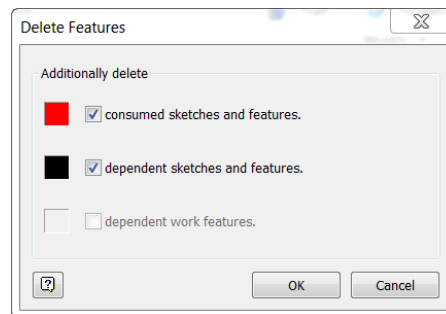 Delete Features
Additionally delete
consumed sketches and features.
dependent sketches and features.
dependent work features.
OK
Cancel